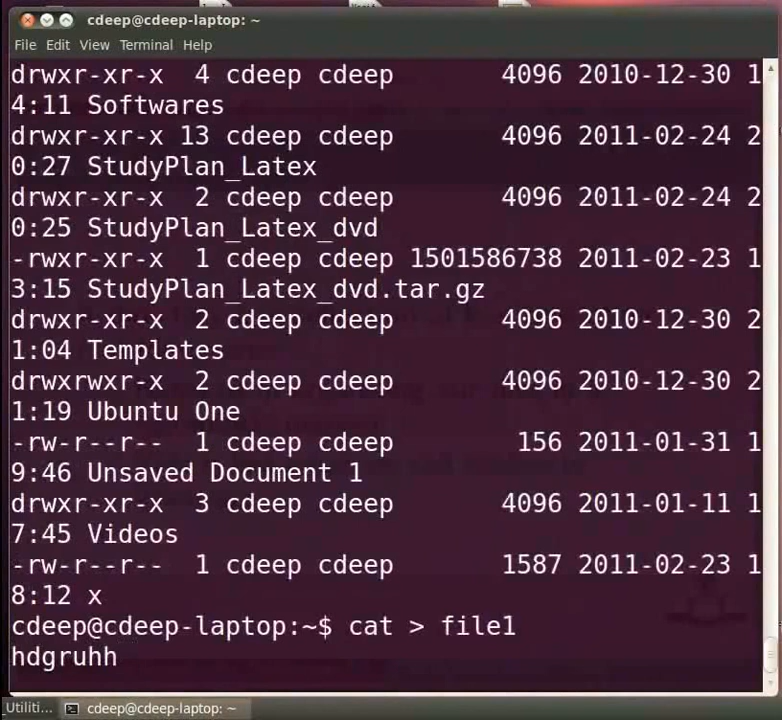 cdeep@cdeep-laptop: ~
File Edit View Terminal Help
drwxr-xr-x 4 cdeep cdeep 4096 2010-12-30 1
4:11 Softwares
drwxr-xr-x 13 cdeep cdeep 4096 2011-02-24 2
0:27 StudyPlan_Latex
drwxr-xr-x 2 cdeep cdeep 4096 2011-02-24 2
0:25 StudyPlan_Latex_dvd
-rwxr-xr-x 1 cdeep cdeep 1501586738 2011-02-23 1
3:15 StudyPlan_Latex_dvd.tar.gz
drwxr-xr-x 2 cdeep cdeep 4096 2010-12-30 2
1:04 Templates
drwxrwxr-x 2 cdeep cdeep 4096 2010-12-30 2
1:19 Ubuntu One
-rw-r--r-- 1 cdeep cdeep 156 2011-01-31 1
9:46 Unsaved Document 1
drwxr-xr-x 3 cdeep cdeep 4096 2011-01-11 1
7:45 Videos
-rw-r--r-- 1 cdeep cdeep 1587 2011-02-23 1
8:12 x
cdeep@cdeep-laptop:~$ cat > file1
hdgruhh
Utiliti... cdeep@cdeep-laptop: ~